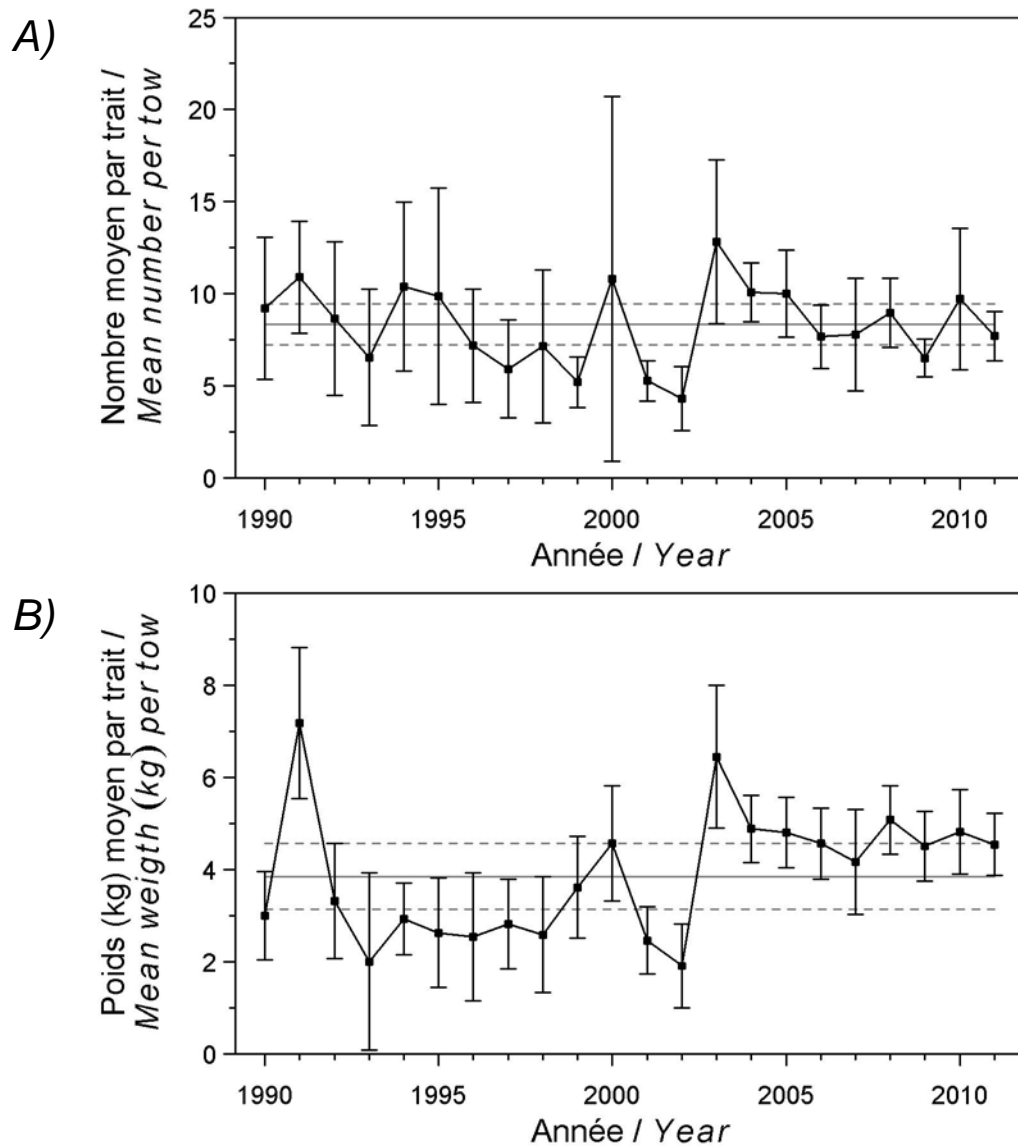 A)
Nombre moyen par trait /
Mean number per tow
25
20
15
10
5
0
1990 1995 2000 2005 2010
Année / Year
B)
Poids (kg) moyen par trait /
Mean weigth (kg) per tow
10
8
6
4
2
0
1990 1995 2000 2005 2010
Année / Year